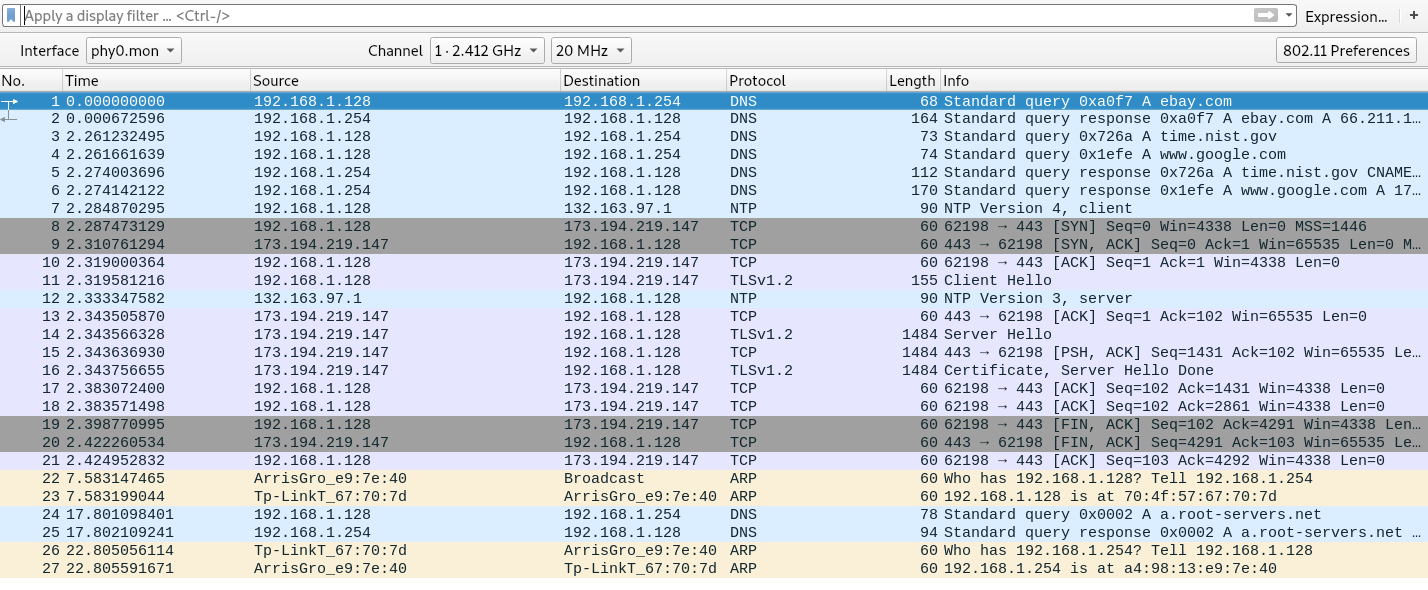 Apply a display filter ... <Ctrl-/> Expression... +
Interface phy0.mon Channel 1 · 2.412 GHz 20 MHz 802.11 Preferences
No. Time Source Destination Protocol Length Info
1 0.000000000 192.168.1.128 192.168.1.254 DNS 68 Standard query 0xa0f7 A ebay.com
2 0.000672596 192.168.1.254 192.168.1.128 DNS 164 Standard query response 0xa0f7 A ebay.com A 66.211.1…
3 2.261232495 192.168.1.128 192.168.1.254 DNS 73 Standard query 0x726a A time.nist.gov
4 2.261661639 192.168.1.128 192.168.1.254 DNS 74 Standard query 0x1efe A www.google.com
5 2.274003696 192.168.1.254 192.168.1.128 DNS 112 Standard query response 0x726a A time.nist.gov CNAME…
6 2.274142122 192.168.1.254 192.168.1.128 DNS 170 Standard query response 0x1efe A www.google.com A 17…
7 2.284870295 192.168.1.128 132.163.97.1 NTP 90 NTP Version 4, client
8 2.287473129 192.168.1.128 173.194.219.147 TCP 60 62198 → 443 [SYN] Seq=0 Win=4338 Len=0 MSS=1446
9 2.310761294 173.194.219.147 192.168.1.128 TCP 60 443 → 62198 [SYN, ACK] Seq=0 Ack=1 Win=65535 Len=0 M…
10 2.319000364 192.168.1.128 173.194.219.147 TCP 60 62198 → 443 [ACK] Seq=1 Ack=1 Win=4338 Len=0
11 2.319581216 192.168.1.128 173.194.219.147 TLSv1.2 155 Client Hello
12 2.333347582 132.163.97.1 192.168.1.128 NTP 90 NTP Version 3, server
13 2.343505870 173.194.219.147 192.168.1.128 TCP 60 443 → 62198 [ACK] Seq=1 Ack=102 Win=65535 Len=0
14 2.343566328 173.194.219.147 192.168.1.128 TLSv1.2 1484 Server Hello
15 2.343636930 173.194.219.147 192.168.1.128 TCP 1484 443 → 62198 [PSH, ACK] Seq=1431 Ack=102 Win=65535 Le…
16 2.343756655 173.194.219.147 192.168.1.128 TLSv1.2 1484 Certificate, Server Hello Done
17 2.383072400 192.168.1.128 173.194.219.147 TCP 60 62198 → 443 [ACK] Seq=102 Ack=1431 Win=4338 Len=0
18 2.383571498 192.168.1.128 173.194.219.147 TCP 60 62198 → 443 [ACK] Seq=102 Ack=2861 Win=4338 Len=0
19 2.398770995 192.168.1.128 173.194.219.147 TCP 60 62198 → 443 [FIN, ACK] Seq=102 Ack=4291 Win=4338 Len…
20 2.422260534 173.194.219.147 192.168.1.128 TCP 60 443 → 62198 [FIN, ACK] Seq=4291 Ack=103 Win=65535 Le…
21 2.424952832 192.168.1.128 173.194.219.147 TCP 60 62198 → 443 [ACK] Seq=103 Ack=4292 Win=4338 Len=0
22 7.583147465 ArrisGro_e9:7e:40 Broadcast ARP 60 Who has 192.168.1.128? Tell 192.168.1.254
23 7.583199044 Tp-LinkT_67:70:7d ArrisGro_e9:7e:40 ARP 60 192.168.1.128 is at 70:4f:57:67:70:7d
24 17.801098401 192.168.1.128 192.168.1.254 DNS 78 Standard query 0x0002 A a.root-servers.net
25 17.802109241 192.168.1.254 192.168.1.128 DNS 94 Standard query response 0x0002 A a.root-servers.net …
26 22.805056114 Tp-LinkT_67:70:7d ArrisGro_e9:7e:40 ARP 60 Who has 192.168.1.254? Tell 192.168.1.128
27 22.805591671 ArrisGro_e9:7e:40 Tp-LinkT_67:70:7d ARP 60 192.168.1.254 is at a4:98:13:e9:7e:40